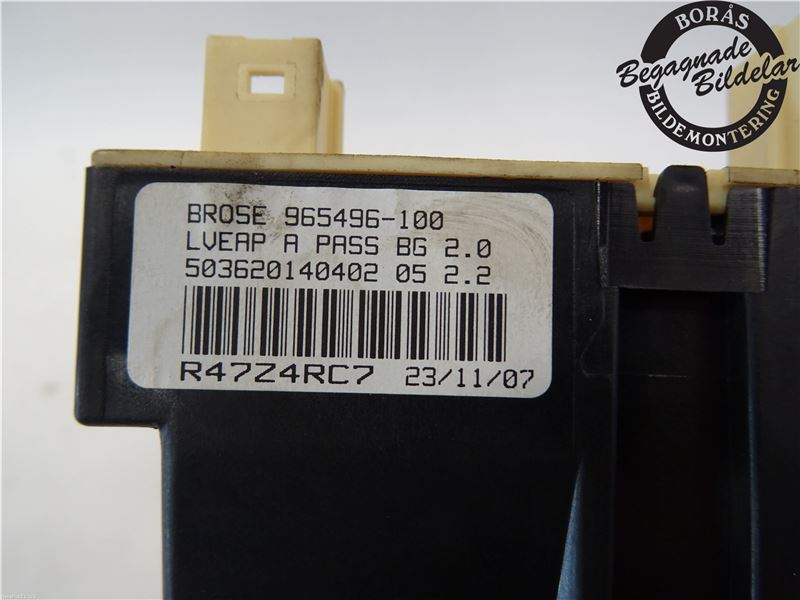 BORÅS
Begagnade
Bildelar
BILDEMONTERING
BROSE 965496-100
LVEAP A PASS BG 2.0
503620140402 05 2.2
R47Z4RC7 23/11/07